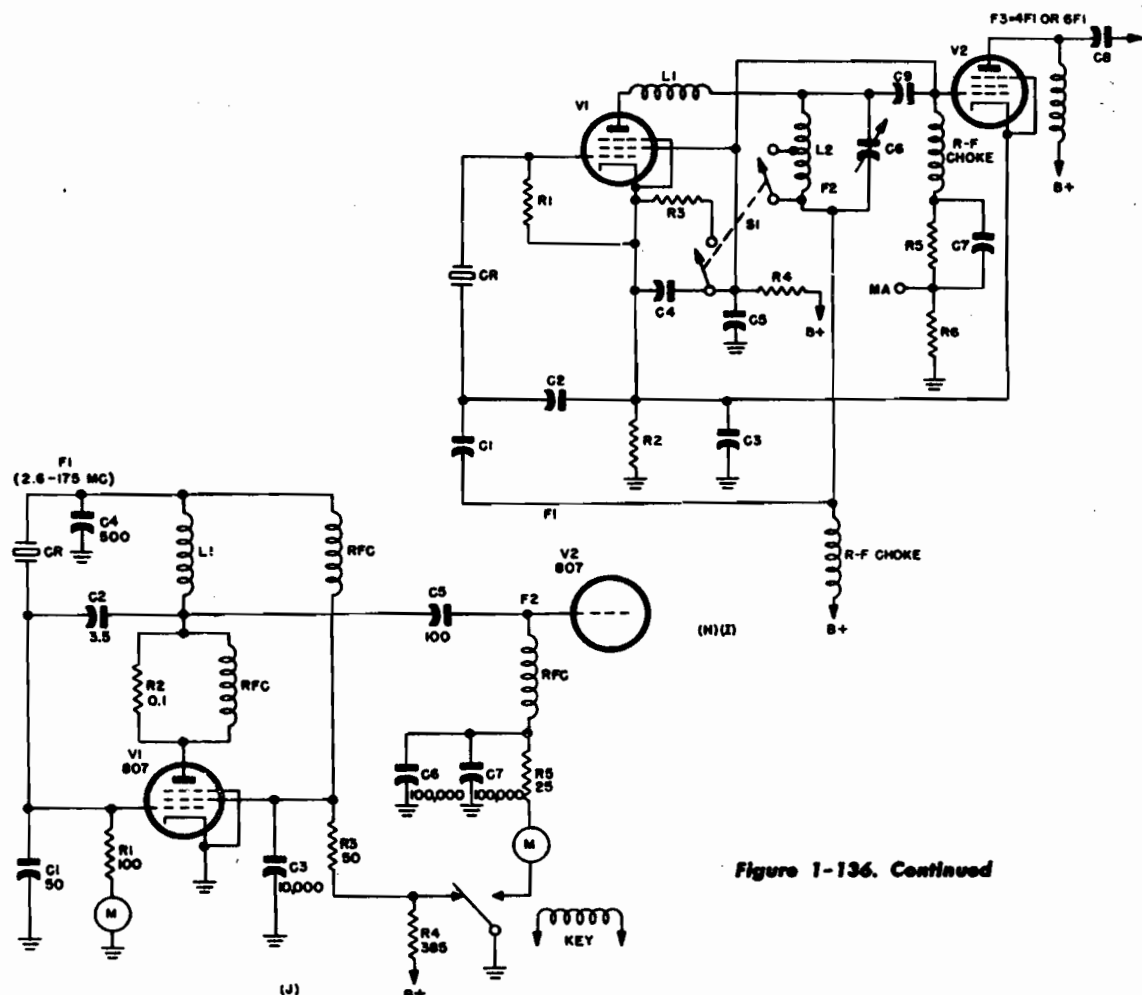 F3=4F1 OR 6F1
V2
C8
L1
C9
V1
L2
C6
R-F
CHOKE
B+
R1
R3
F2
S1
R5
C7
CR
C4
R4
MA
C5
B+
R6
C2
C1
R2
C3
F1
F1
(2.6-175 MC)
C4
500
R-F CHOKE
CR
L1
RFC
V2
807
C2
3.5
C5
100
F2
(H)(I)
B+
R2
0.1
RFC
RFC
V1
807
C6
100,000
C7
100,000
R5
25
C1
50
R1
100
C3
10,000
R3
50
M
Figure 1-136. Continued
M
R4
385
KEY
(J)
B+